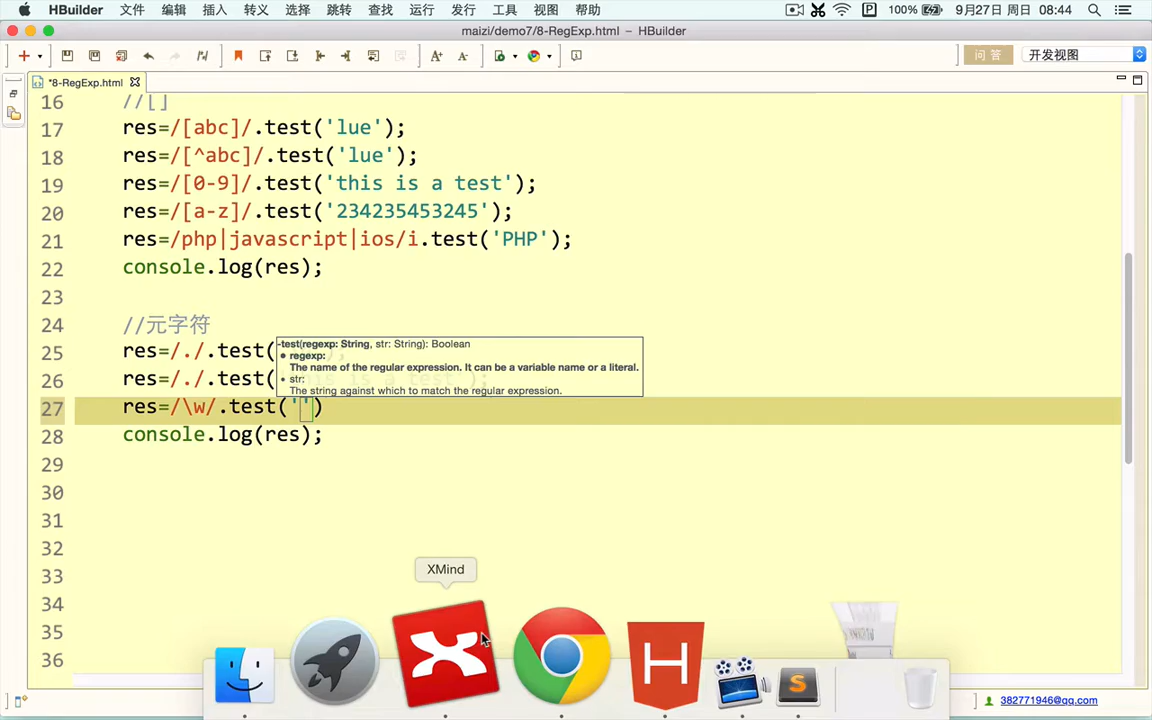 HBuilder 文件 编辑 插入 转义 选择 跳转 查找 运行 发行 工具 视图 帮助 100% 9月27日 周日 08:44
maizi/demo7/8-RegExp.html – HBuilder
问 答 开发视图
*8-RegExp.html
16 //[]
17 res=/[abc]/.test('lue');
18 res=/[^abc]/.test('lue');
19 res=/[0-9]/.test('this is a test');
20 res=/[a-z]/.test('234235453245');
21 res=/php|javascript|ios/i.test('PHP');
22 console.log(res);
23
24 //元字符
-test(regexp: String, str: String): Boolean
25 res=/./.test(
regexp:
The name of the regular expression. It can be a variable name or a literal.
26 res=/./.test(
str:
The string against which to match the regular expression.
27 res=/\w/.test('')
28 console.log(res);
29
30
31
32
33
XMind
34
35
36
382771946@qq.com